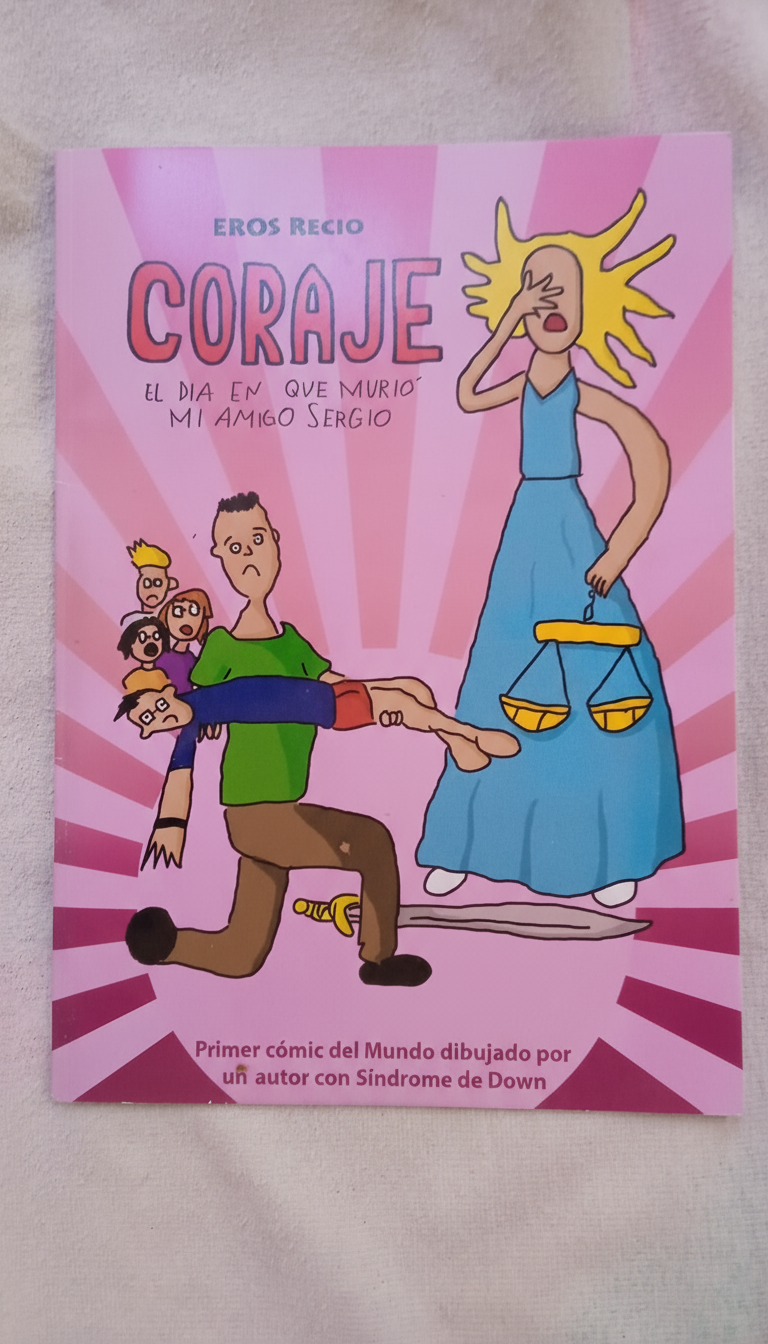 EROS RECIO
CORAJE
EL DIA EN QUE MURIÓ
MI AMIGO SERGIO
Primer cómic del Mundo dibujado por
un autor con Síndrome de Down